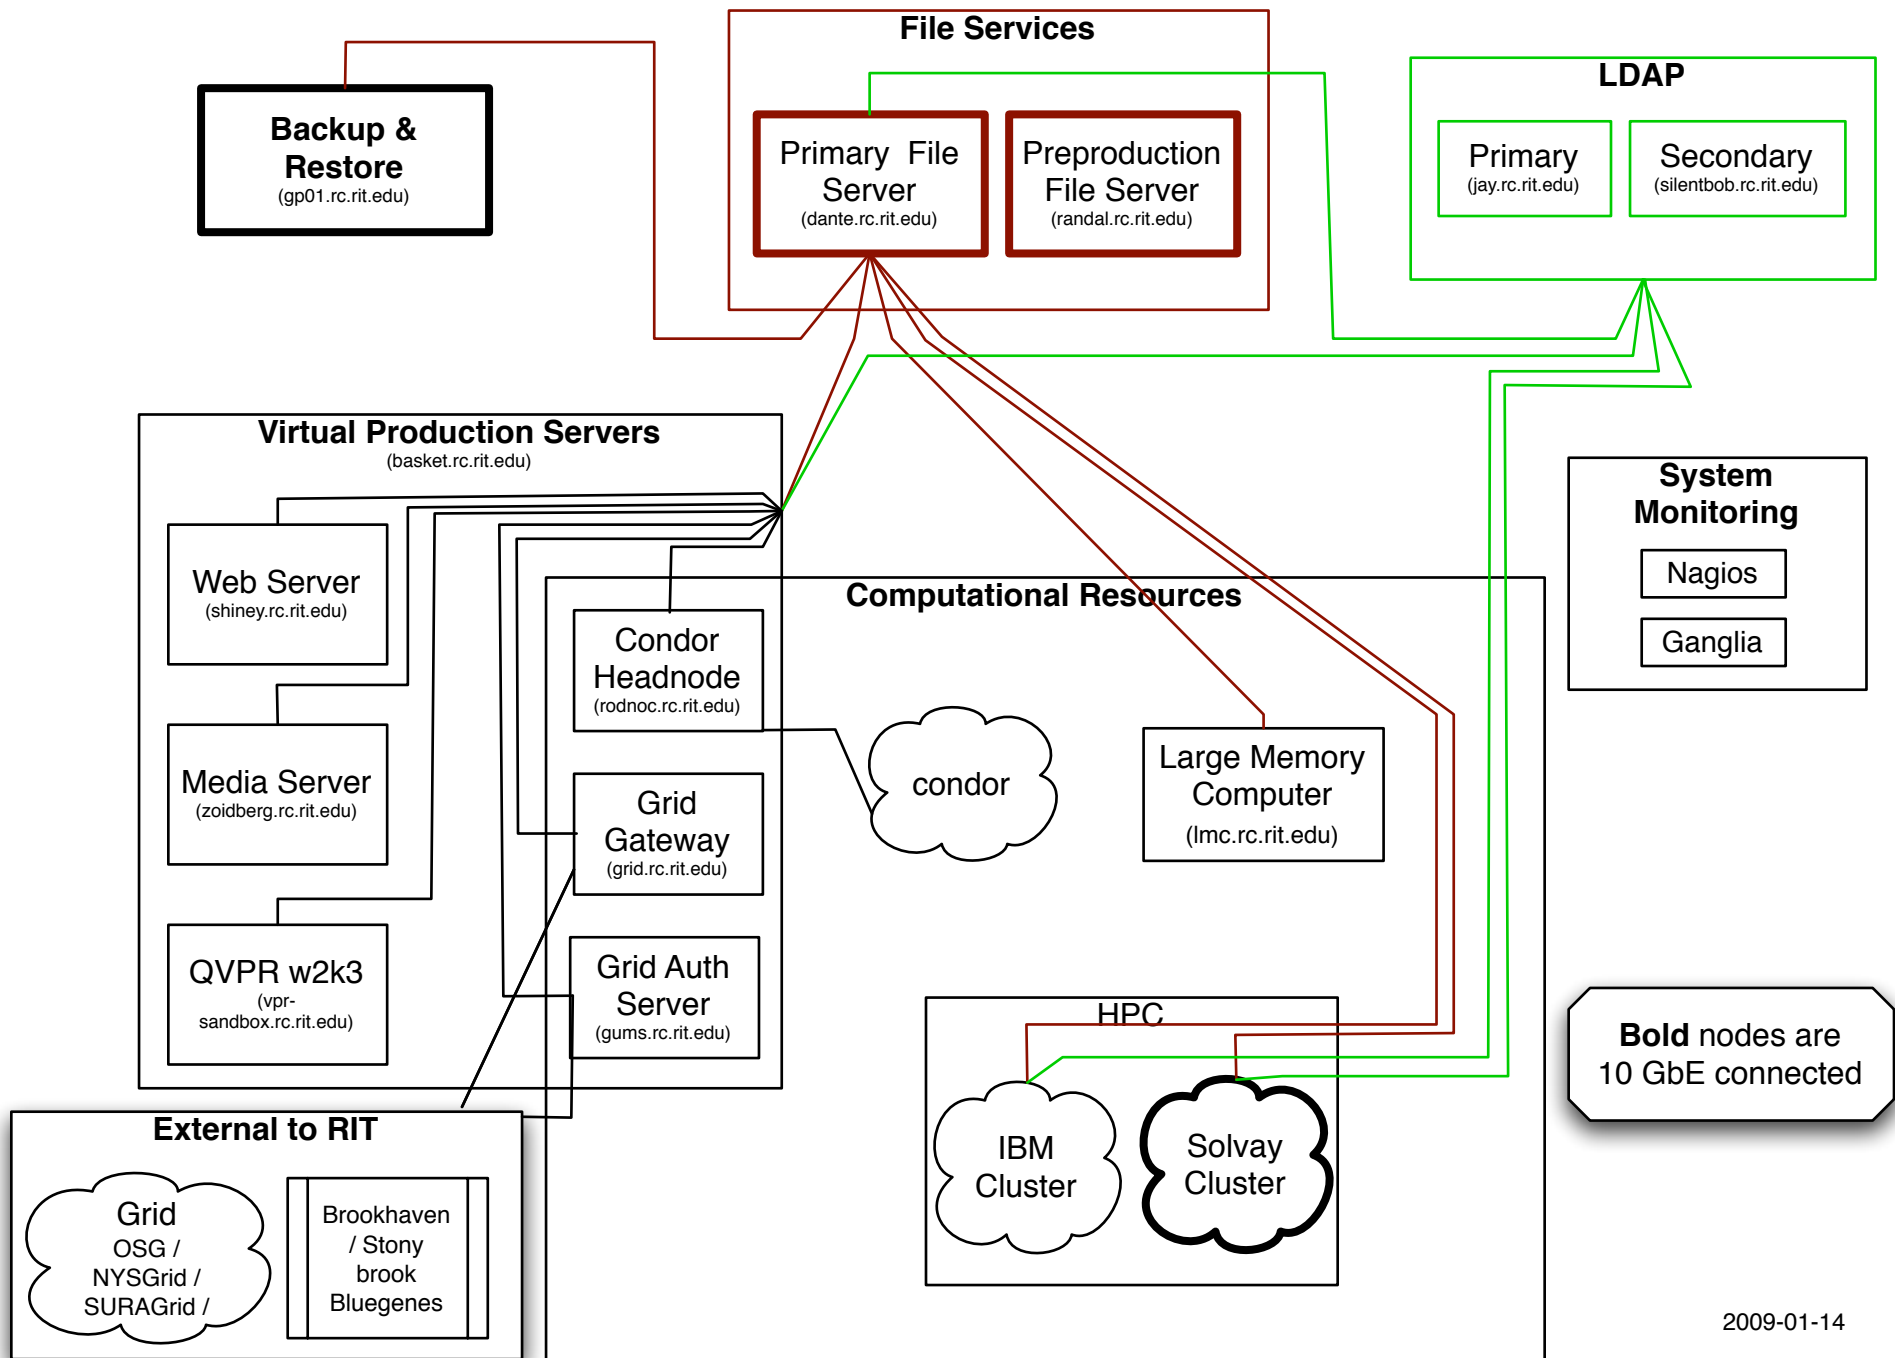 File Services
Backup &
Restore
(gp01.rc.rit.edu)
Primary File
Server
(dante.rc.rit.edu)
Preproduction
File Server
(randal.rc.rit.edu)
LDAP
Primary
(jay.rc.rit.edu)
Secondary
(silentbob.rc.rit.edu)
Virtual Production Servers
(basket.rc.rit.edu)
Web Server
(shiney.rc.rit.edu)
Media Server
(zoidberg.rc.rit.edu)
QVPR w2k3
(vpr-
sandbox.rc.rit.edu)
Computational Resources
Condor
Headnode
(rodnoc.rc.rit.edu)
Grid
Gateway
(grid.rc.rit.edu)
Grid Auth
Server
(gums.rc.rit.edu)
condor
Large Memory
Computer
(lmc.rc.rit.edu)
System
Monitoring
Nagios
Ganglia
HPC
IBM
Cluster
Solvay
Cluster
Bold nodes are
10 GbE connected
External to RIT
Grid
OSG /
NYSGrid /
SURAGrid /
Brookhaven
/ Stony
brook
Bluegenes
2009-01-14